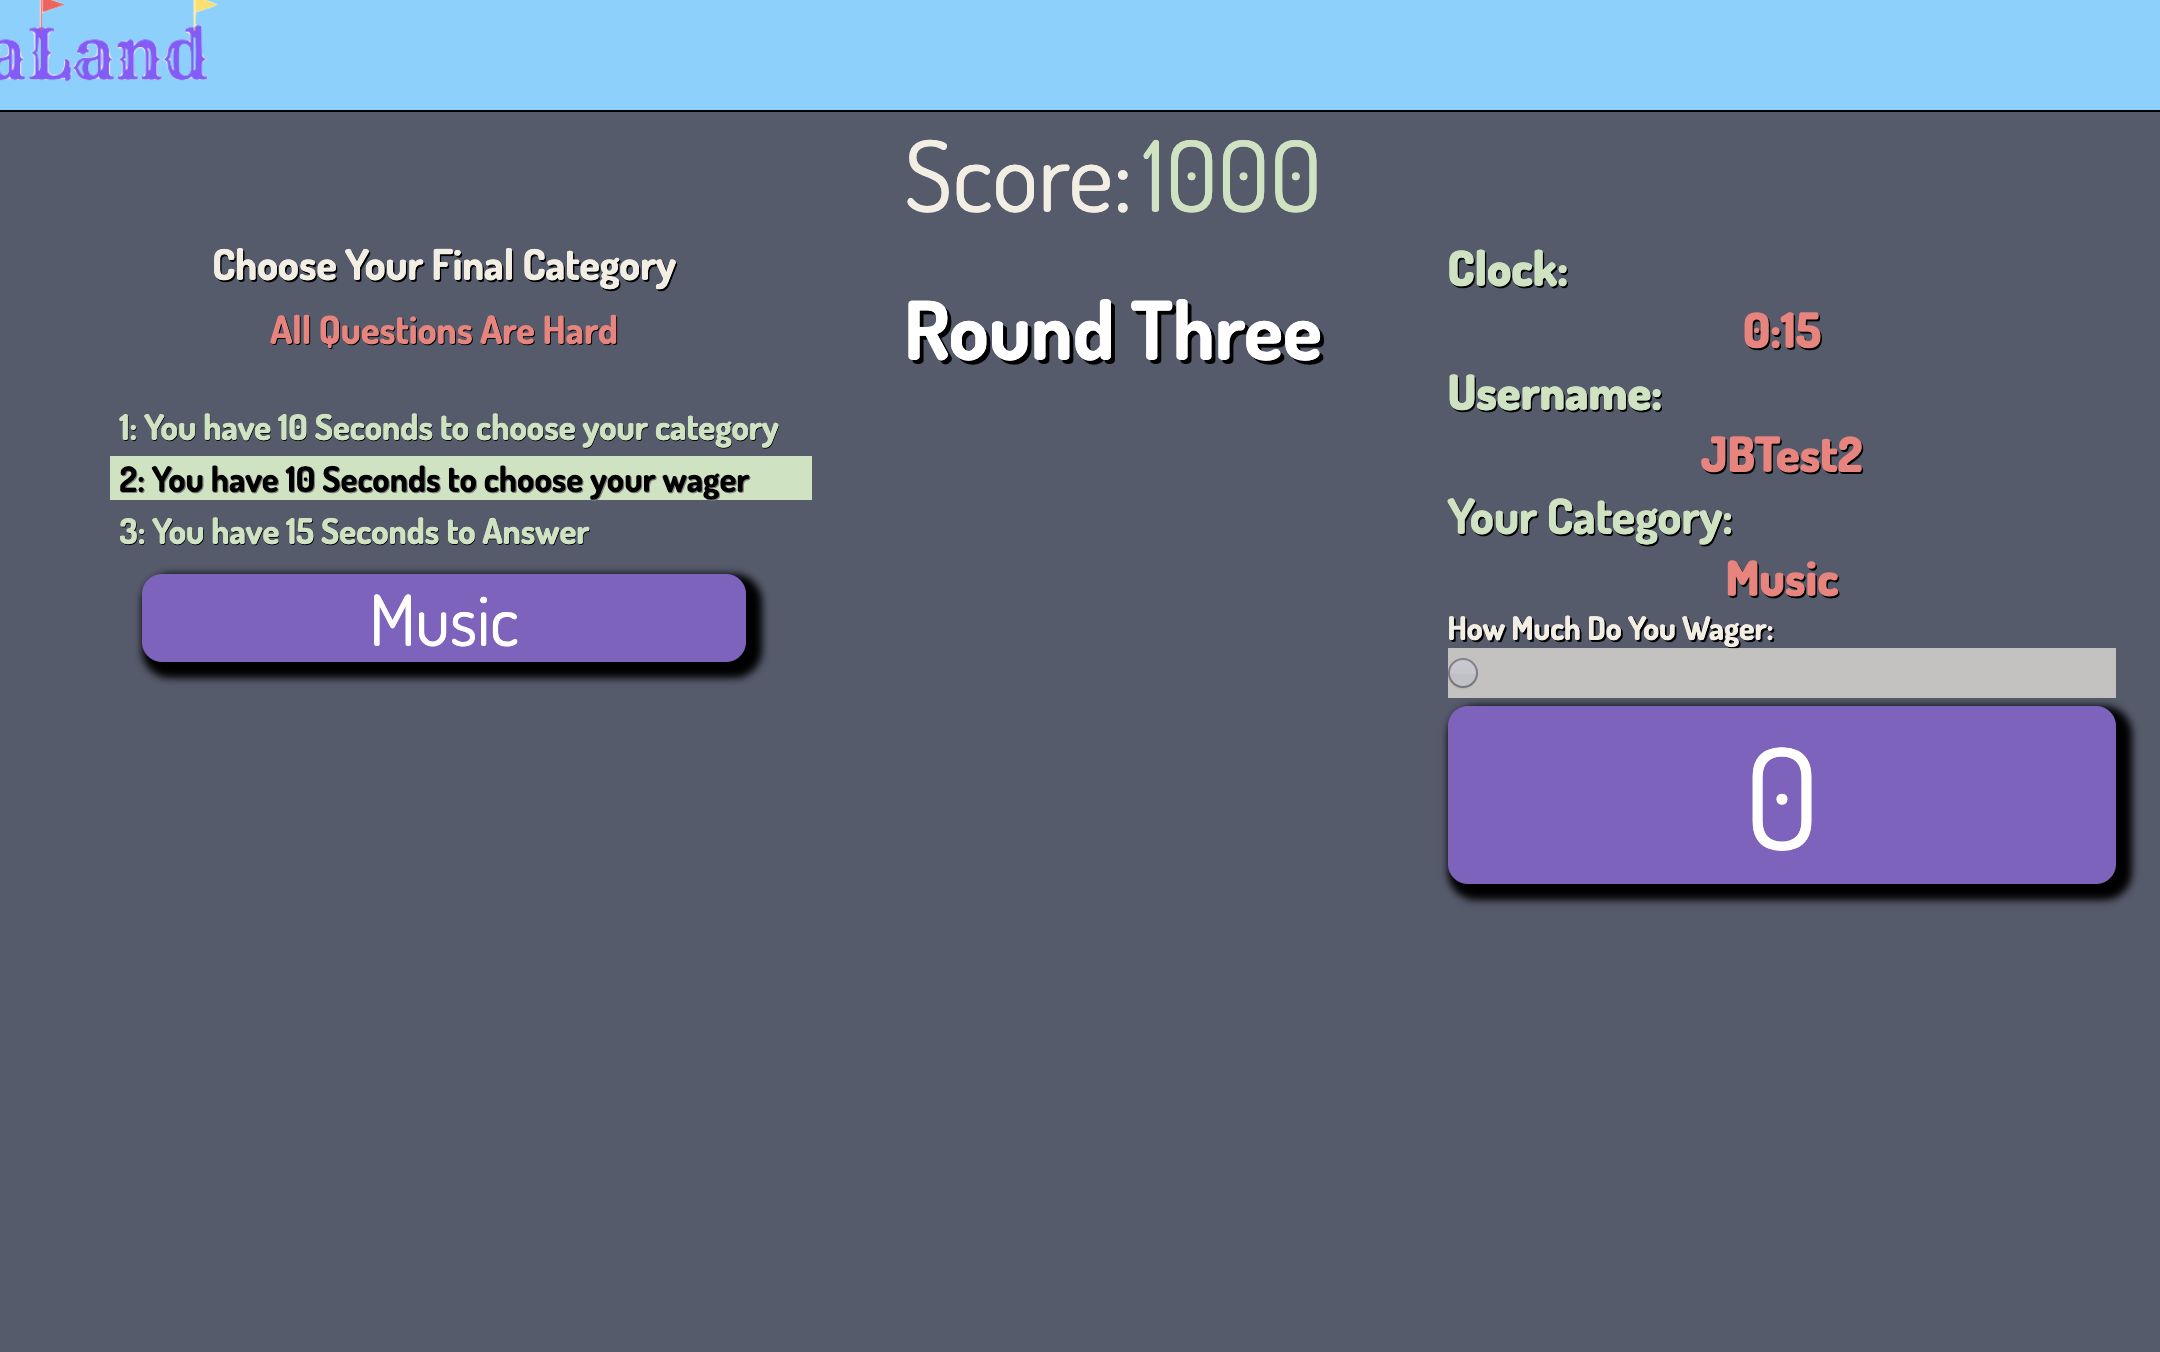 aLand
Score: 1000
Choose Your Final Category
All Questions Are Hard
1: You have 10 Seconds to choose your category
2: You have 10 Seconds to choose your wager
3: You have 15 Seconds to Answer
Music
Round Three
Clock:
0:15
Username:
JBTest2
Your Category:
Music
How Much Do You Wager:
0